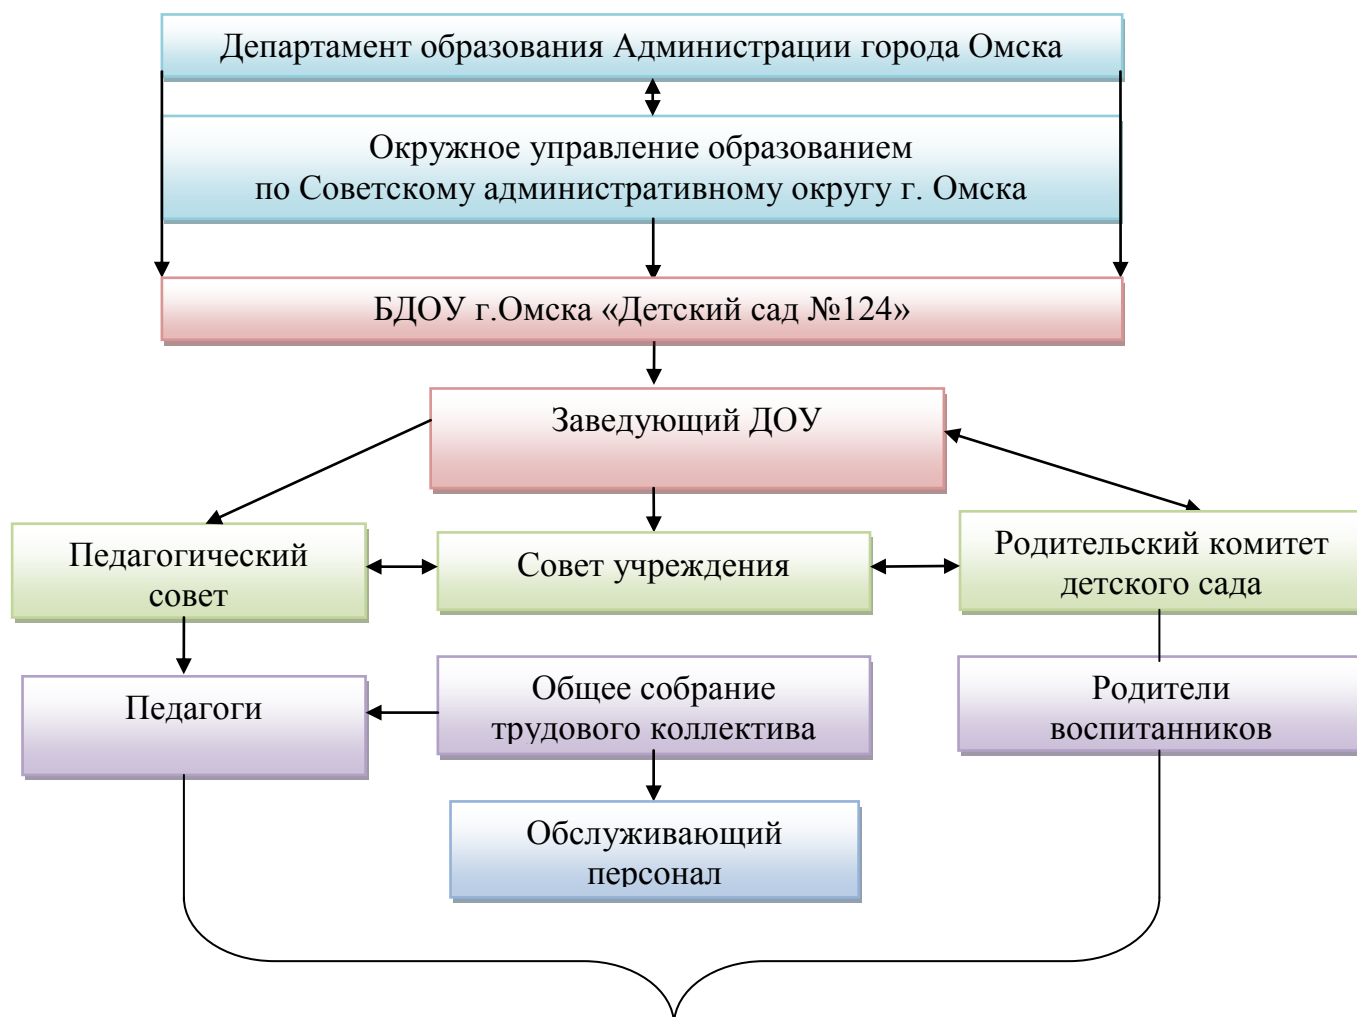 Департамент образования Администрации города Омска
Окружное управление образованием
по Советскому административному округу г. Омска
БДОУ г.Омска «Детский сад №124»
Заведующий ДОУ
Педагогический
совет
Совет учреждения
Родительский комитет
детского сада
Педагоги
Общее собрание
трудового коллектива
Родители
воспитанников
Обслуживающий
персонал